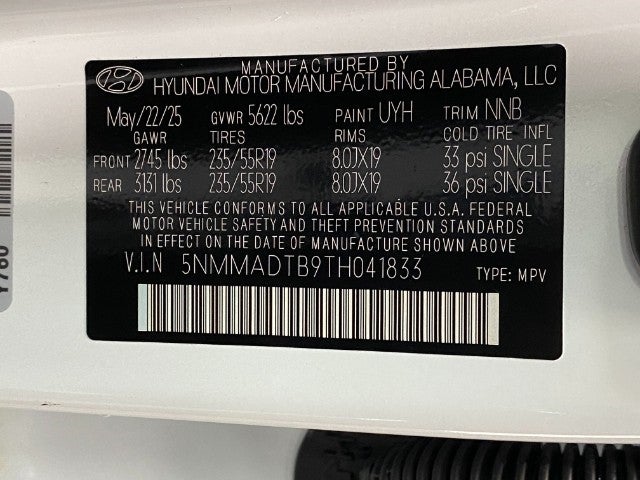 MANUFACTURED BY
HYUNDAI MOTOR MANUFACTURING ALABAMA, LLC
May/22/25 GVWR 5622 lbs PAINT UYH TRIM NNB
GAWR TIRES RIMS COLD TIRE INFL
FRONT 2745 lbs 235/55R19 8.0JX19 33 psi SINGLE
REAR 3131 lbs 235/55R19 8.0JX19 36 psi SINGLE
THIS VEHICLE CONFORMS TO ALL APPLICABLE U.S.A. FEDERAL
MOTOR VEHICLE SAFETY AND THEFT PREVENTION STANDARDS
IN EFFECT ON THE DATE OF MANUFACTURE SHOWN ABOVE
V.I.N 5NMMADTB9TH041833 TYPE: MPV